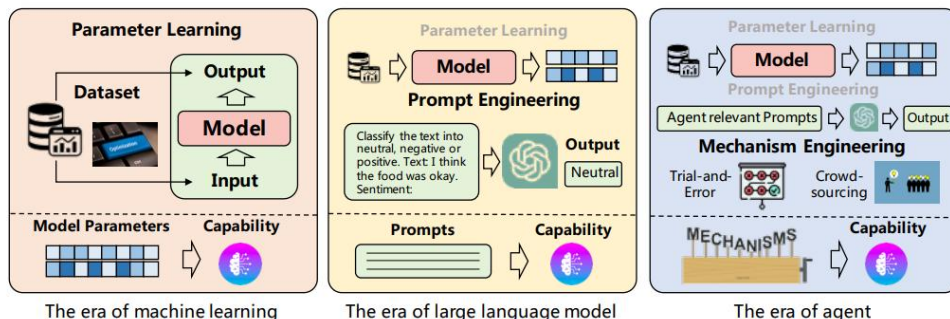 Parameter Learning
Output
Dataset
Model
Input
Model Parameters
Capability
The era of machine learning
Parameter Learning
Model
Prompt Engineering
Classify the text into
neutral, negative or
positive. Text: I think
the food was okay.
Sentiment:
Output
Neutral
Prompts
Capability
The era of large language model
Parameter Learning
Model
Prompt Engineering
Agent relevant Prompts
Output
Mechanism Engineering
Trial-and-
Error
Crowd-
sourcing
MECHANISMS
Capability
The era of agent